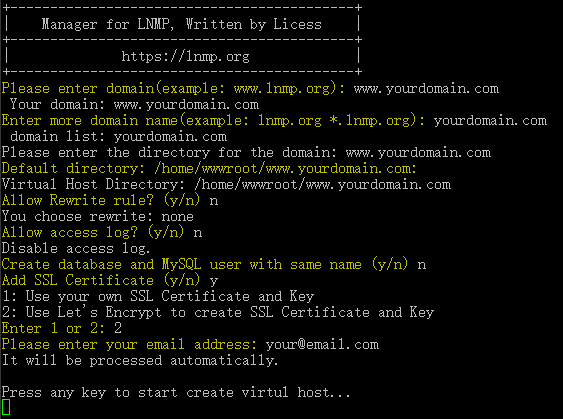 Manager for LNMP, Written by Licess
https://lnmp.org
Please enter domain(example: www.lnmp.org): www.yourdomain.com
Your domain: www.yourdomain.com
Enter more domain name(example: lnmp.org *.lnmp.org): yourdomain.com
domain list: yourdomain.com
Please enter the directory for the domain: www.yourdomain.com
Default directory: /home/wwwroot/www.yourdomain.com:
Virtual Host Directory: /home/wwwroot/www.yourdomain.com
Allow Rewrite rule? (y/n) n
You choose rewrite: none
Allow access log? (y/n) n
Disable access log.
Create database and MySQL user with same name (y/n) n
Add SSL Certificate (y/n) y
1: Use your own SSL Certificate and Key
2: Use Let's Encrypt to create SSL Certificate and Key
Enter 1 or 2: 2
Please enter your email address: your@email.com
It will be processed automatically.
Press any key to start create virtul host...